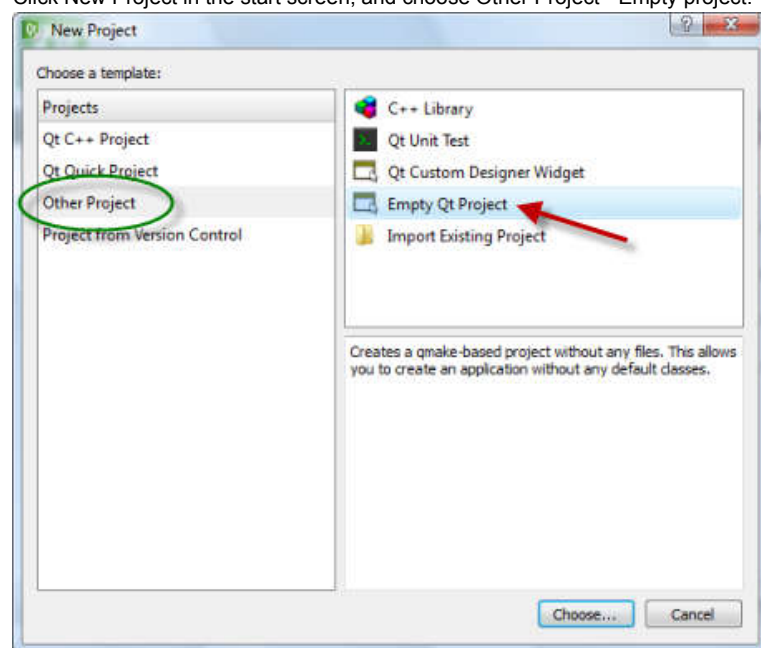 Click New Project in the start screen, and choose Other Project - Empty project.
New Project
Choose a template:
Projects
Qt C++ Project
Qt Quick Project
Other Project
Project from Version Control
C++ Library
Qt Unit Test
Qt Custom Designer Widget
Empty Qt Project
Import Existing Project
Creates a qmake-based project without any files. This allows
you to create an application without any default classes.
Choose...
Cancel